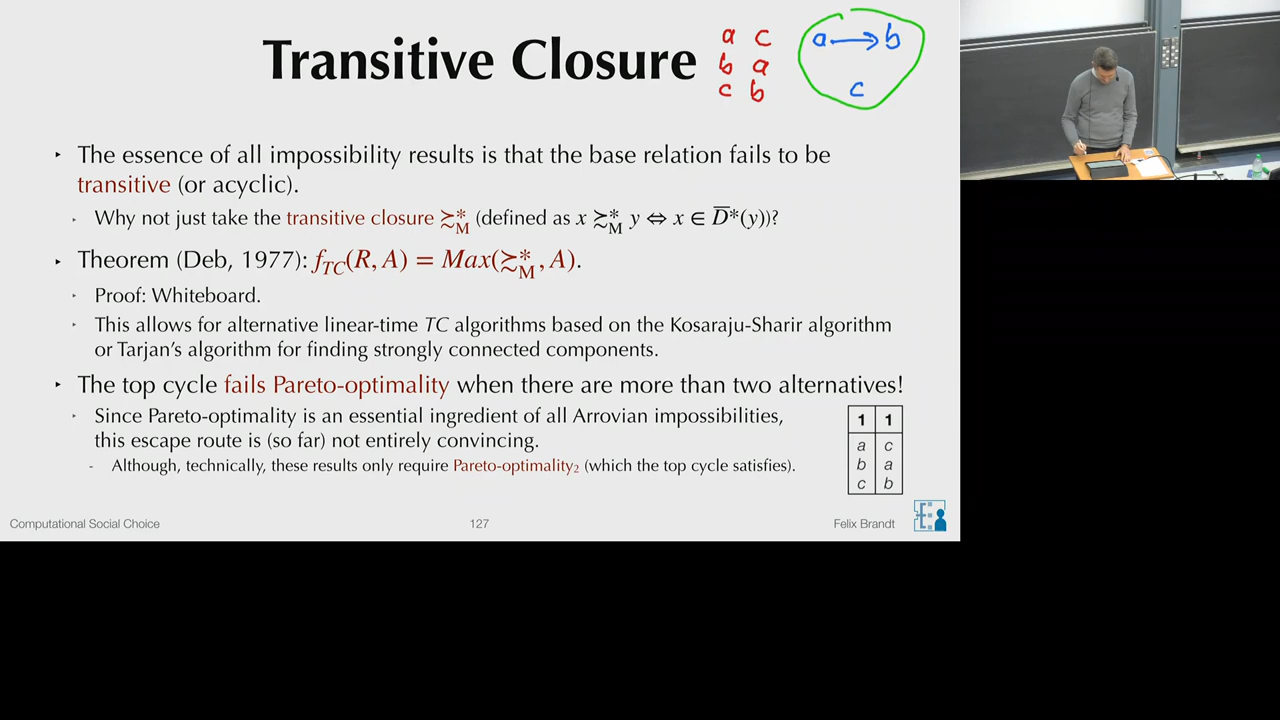 Transitive Closure
a c
b a
c b
a → b
c
‣ The essence of all impossibility results is that the base relation fails to be
transitive (or acyclic).
‣ Why not just take the transitive closure ≿*M (defined as x ≿*M y ⇔ x ∈ D̅*(y))?
‣ Theorem (Deb, 1977): fTC(R, A) = Max(≿*M, A).
‣ Proof: Whiteboard.
‣ This allows for alternative linear-time TC algorithms based on the Kosaraju-Sharir algorithm
or Tarjan's algorithm for finding strongly connected components.
‣ The top cycle fails Pareto-optimality when there are more than two alternatives!
‣ Since Pareto-optimality is an essential ingredient of all Arrovian impossibilities,
this escape route is (so far) not entirely convincing.
- Although, technically, these results only require Pareto-optimality₂ (which the top cycle satisfies).
1 1
a c
b a
c b
Computational Social Choice 127 Felix Brandt